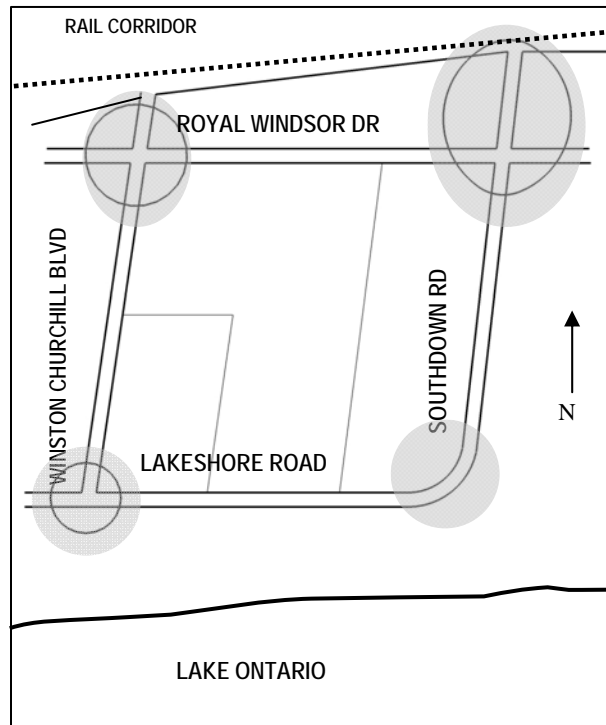 RAIL CORRIDOR
ROYAL WINDSOR DR
WINSTON CHURCHILL BLVD
SOUTHDOWN RD
N
LAKESHORE ROAD
LAKE ONTARIO